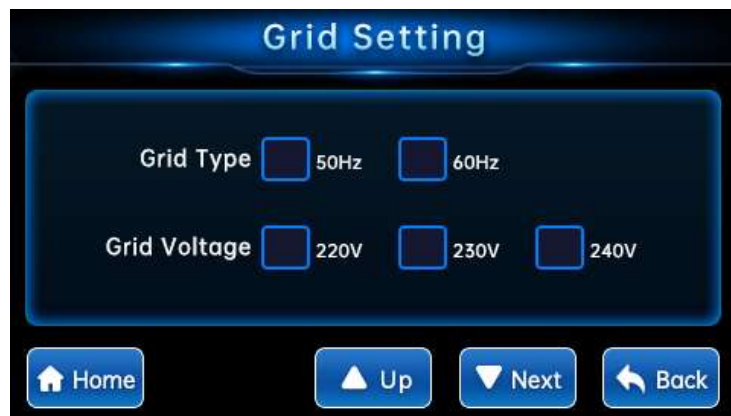 Grid Setting
Grid Type 50Hz 60Hz
Grid Voltage 220V 230V 240V
Home Up Next Back